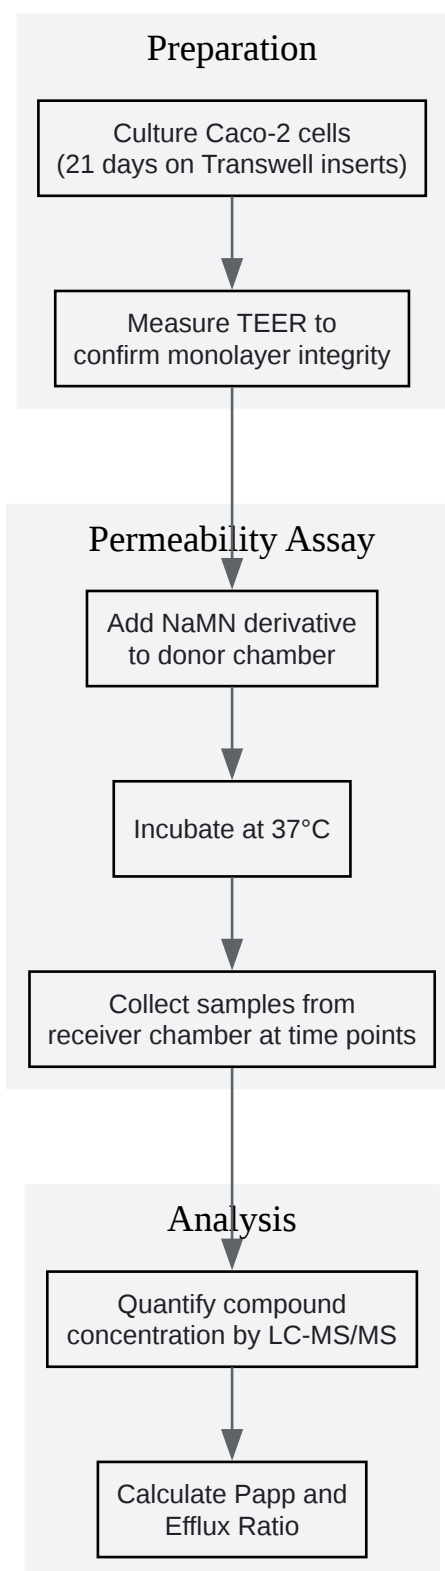 Preparation
Culture Caco-2 cells
(21 days on Transwell inserts)
Measure TEER to
confirm monolayer integrity
Permeability Assay
Add NaMN derivative
to donor chamber
Incubate at 37°C
Collect samples from
receiver chamber at time points
Analysis
Quantify compound
concentration by LC-MS/MS
Calculate Papp and
Efflux Ratio